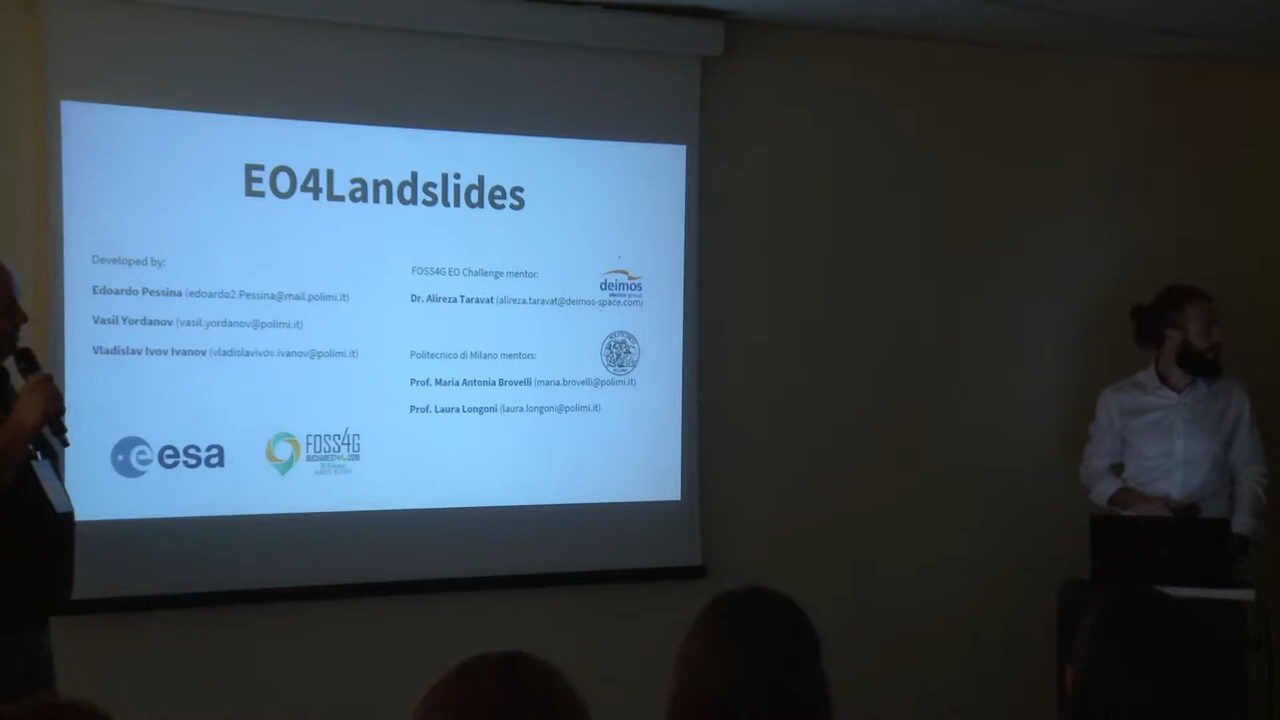 EO4Landslides
Developed by:
Edoardo Pessina (edoardo2.Pessina@mail.polimi.it)
Vasil Yordanov (vasil.yordanov@polimi.it)
Vladislav Ivov Ivanov (vladislavivov.ivanov@polimi.it)
FOSS4G EO Challenge mentor:
deimos
elecnor group
Dr. Alireza Taravat (alireza.taravat@deimos-space.com)
Politecnico di Milano mentors:
Prof. Maria Antonia Brovelli (maria.brovelli@polimi.it)
Prof. Laura Longoni (laura.longoni@polimi.it)
esa
FOSS4G
BUCHAREST